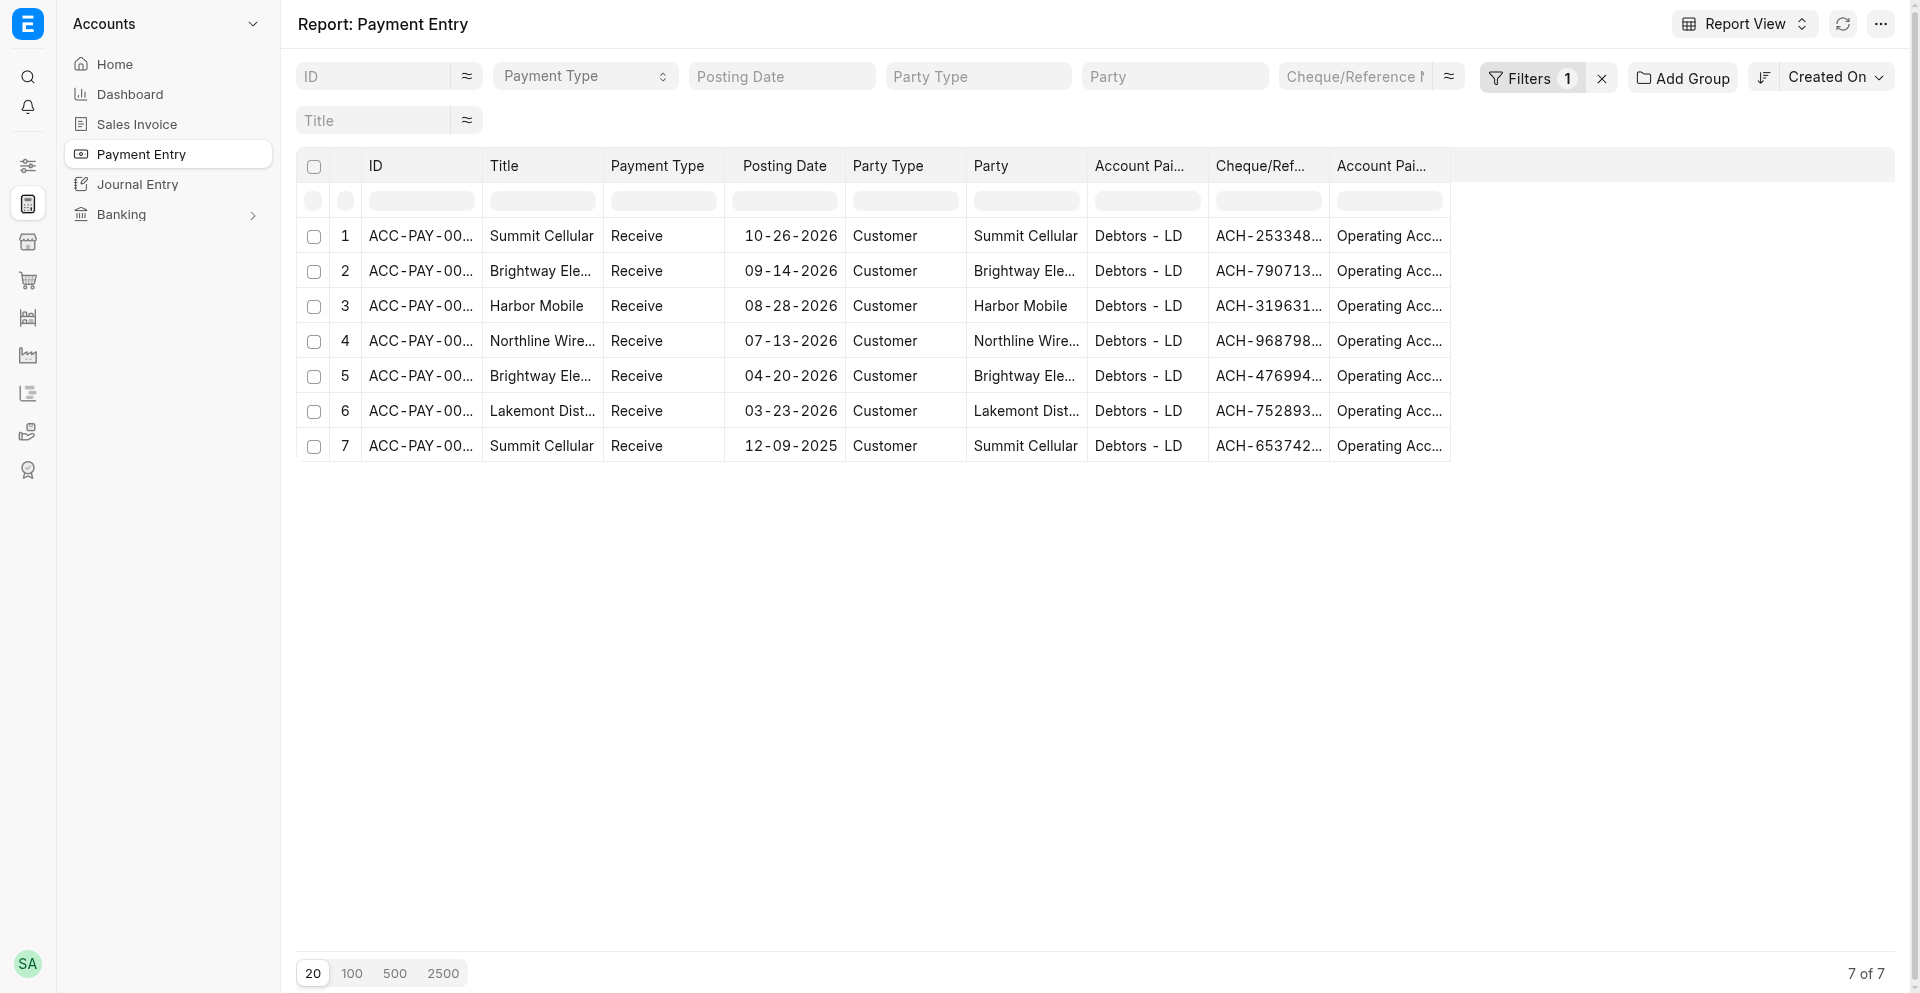 Accounts
Report: Payment Entry
Report View
Home
Dashboard
Sales Invoice
Payment Entry
Journal Entry
Banking
ID
Payment Type
Posting Date
Party Type
Party
Cheque/Reference N
Filters 1
Add Group
Created On
Title
ID Title Payment Type Posting Date Party Type Party Account Pai... Cheque/Ref... Account Pai...
1 ACC-PAY-00... Summit Cellular Receive 10-26-2026 Customer Summit Cellular Debtors - LD ACH-253348... Operating Acc...
2 ACC-PAY-00... Brightway Ele... Receive 09-14-2026 Customer Brightway Ele... Debtors - LD ACH-790713... Operating Acc...
3 ACC-PAY-00... Harbor Mobile Receive 08-28-2026 Customer Harbor Mobile Debtors - LD ACH-319631... Operating Acc...
4 ACC-PAY-00... Northline Wire... Receive 07-13-2026 Customer Northline Wire... Debtors - LD ACH-968798... Operating Acc...
5 ACC-PAY-00... Brightway Ele... Receive 04-20-2026 Customer Brightway Ele... Debtors - LD ACH-476994... Operating Acc...
6 ACC-PAY-00... Lakemont Dist... Receive 03-23-2026 Customer Lakemont Dist... Debtors - LD ACH-752893... Operating Acc...
7 ACC-PAY-00... Summit Cellular Receive 12-09-2025 Customer Summit Cellular Debtors - LD ACH-653742... Operating Acc...
SA
20 100 500 2500
7 of 7